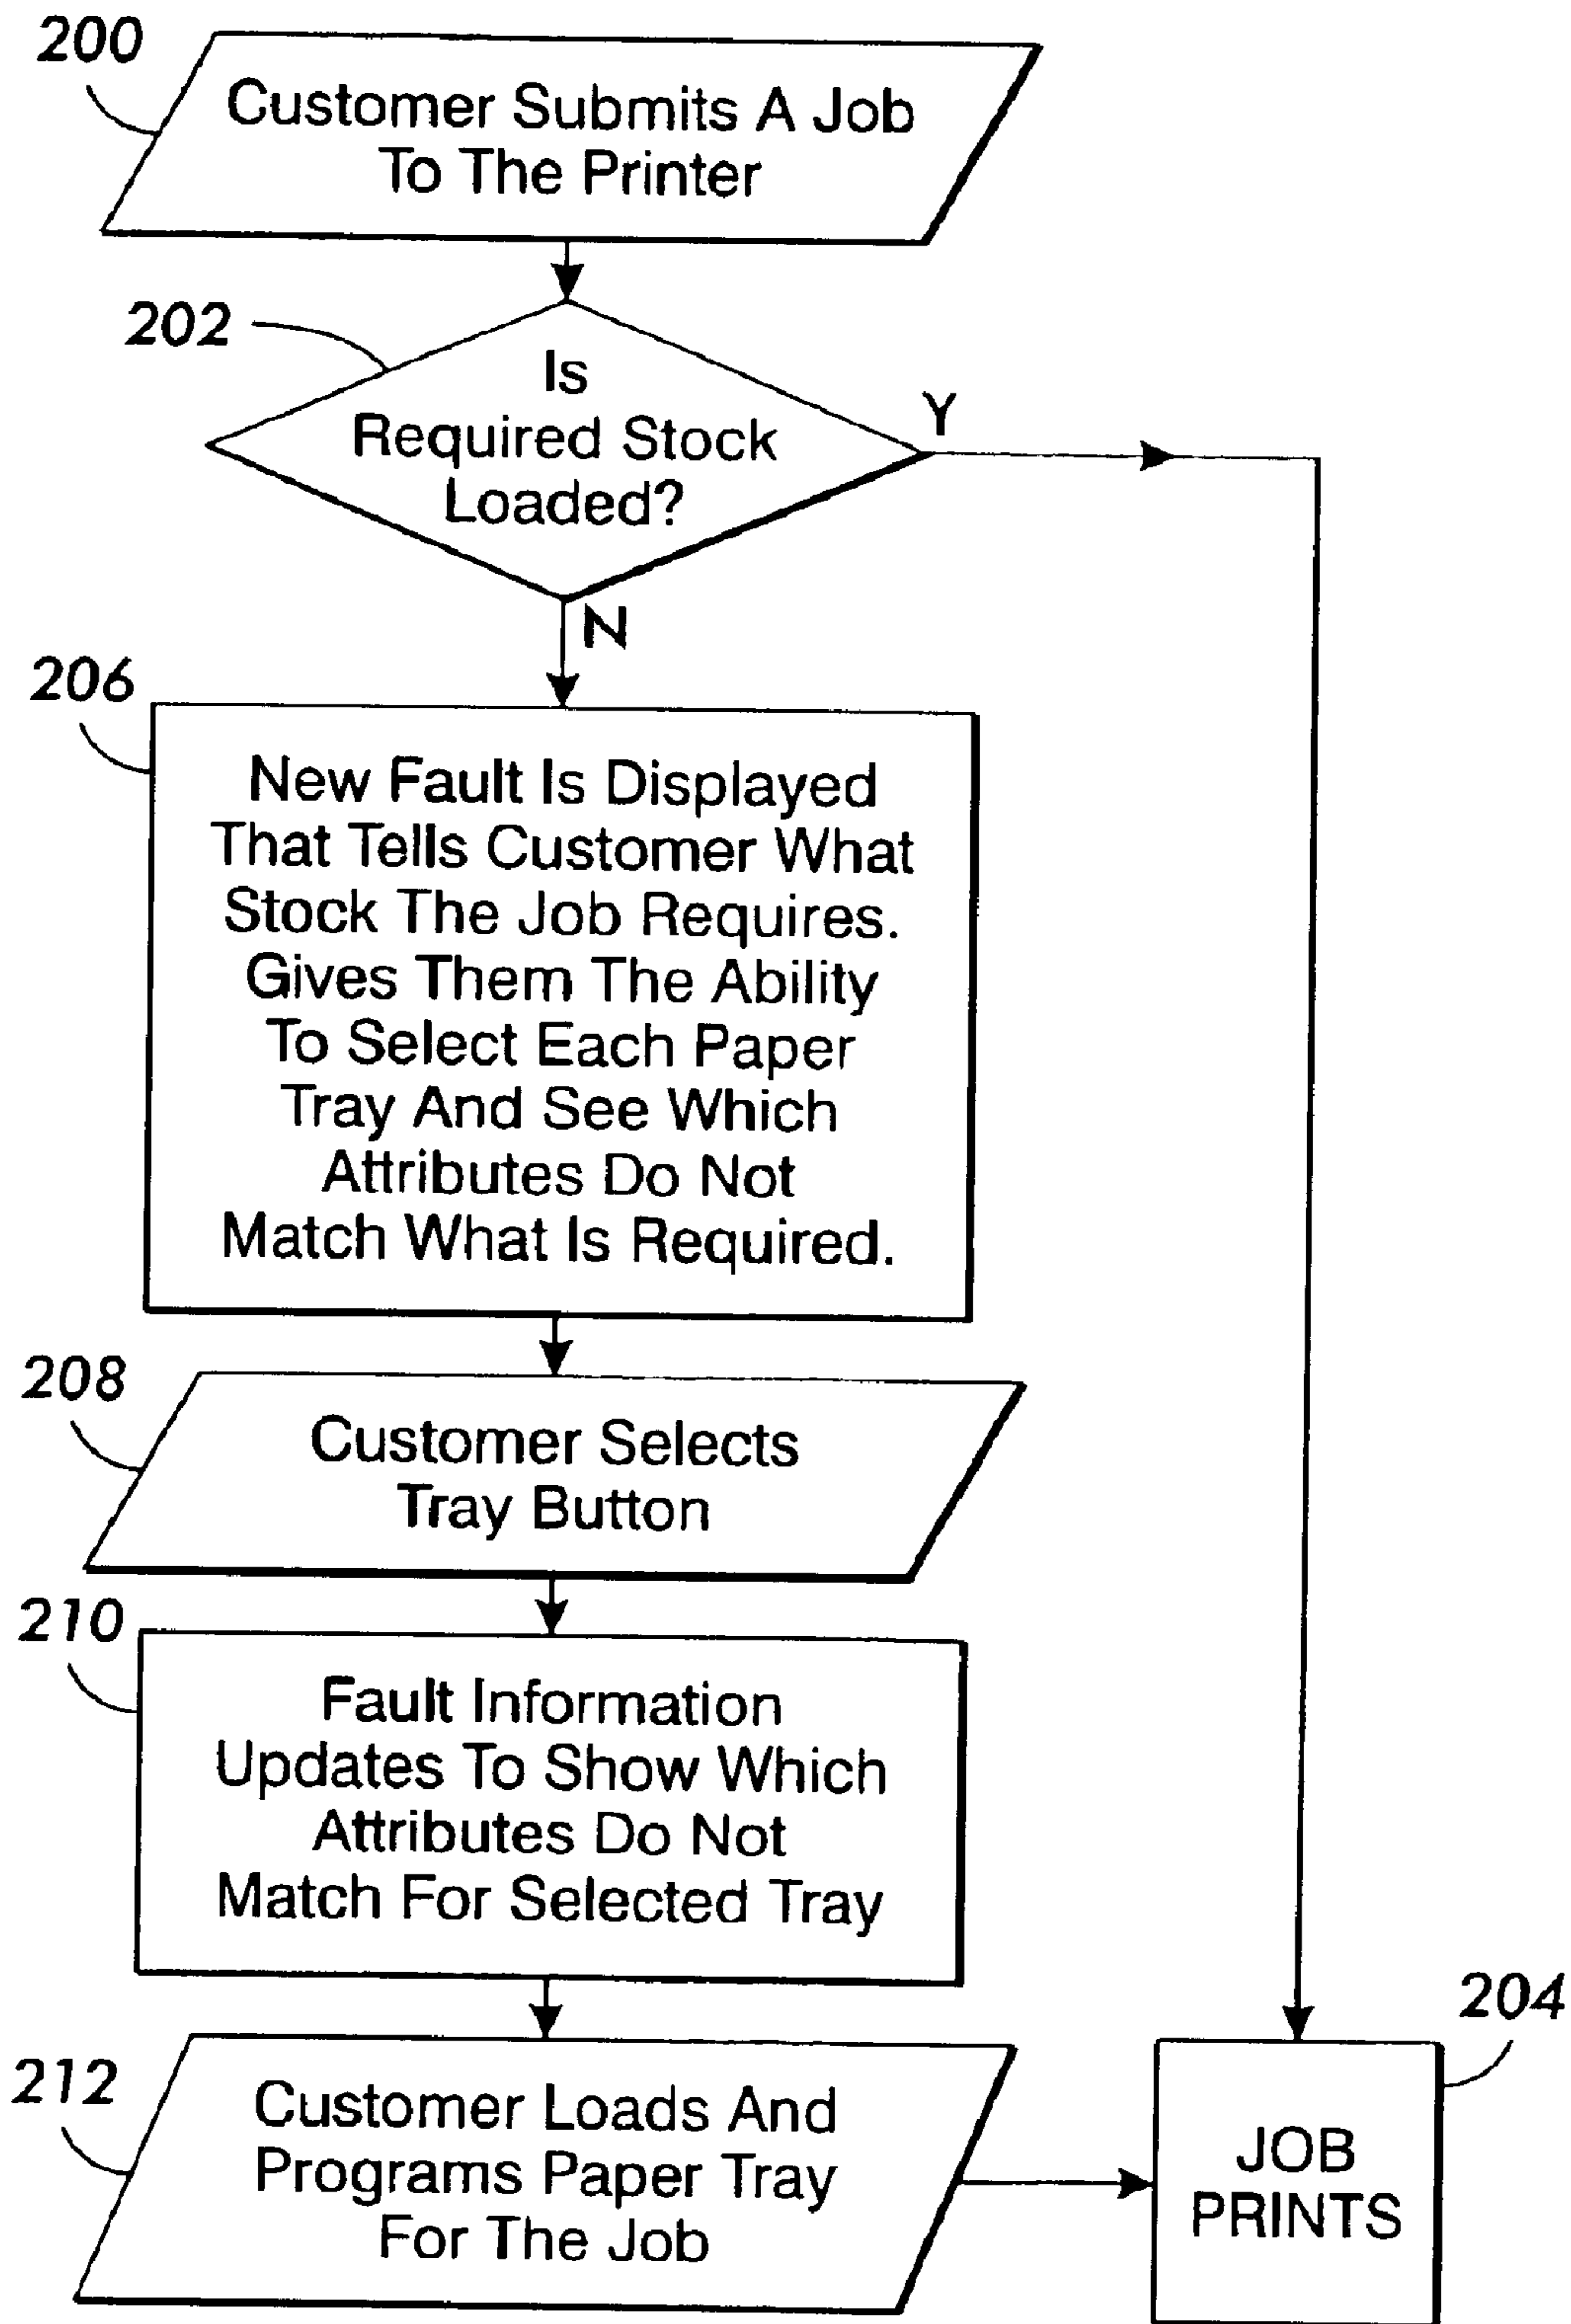 200
Customer Submits A Job
To The Printer
202
Is
Required Stock
Loaded?
Y
N
206
New Fault Is Displayed
That Tells Customer What
Stock The Job Requires.
Gives Them The Ability
To Select Each Paper
Tray And See Which
Attributes Do Not
Match What Is Required.
208
Customer Selects
Tray Button
210
Fault Information
Updates To Show Which
Attributes Do Not
Match For Selected Tray
212
Customer Loads And
Programs Paper Tray
For The Job
204
JOB
PRINTS